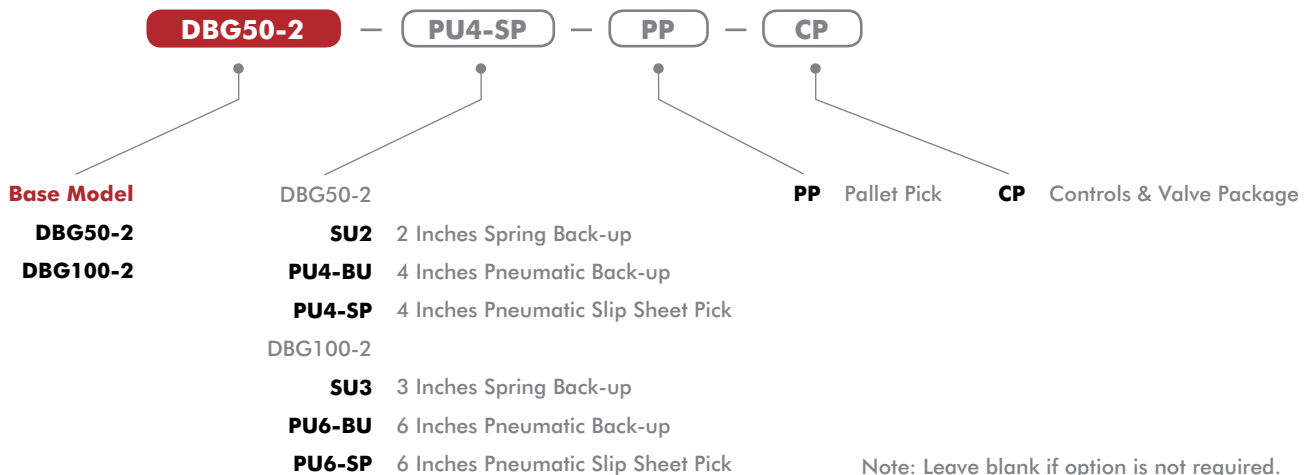 DBG50-2 — PU4-SP — PP — CP
Base Model
DBG50-2
DBG100-2
DBG50-2
SU2 2 Inches Spring Back-up
PU4-BU 4 Inches Pneumatic Back-up
PU4-SP 4 Inches Pneumatic Slip Sheet Pick
DBG100-2
SU3 3 Inches Spring Back-up
PU6-BU 6 Inches Pneumatic Back-up
PU6-SP 6 Inches Pneumatic Slip Sheet Pick
PP Pallet Pick
CP Controls & Valve Package
Note: Leave blank if option is not required.